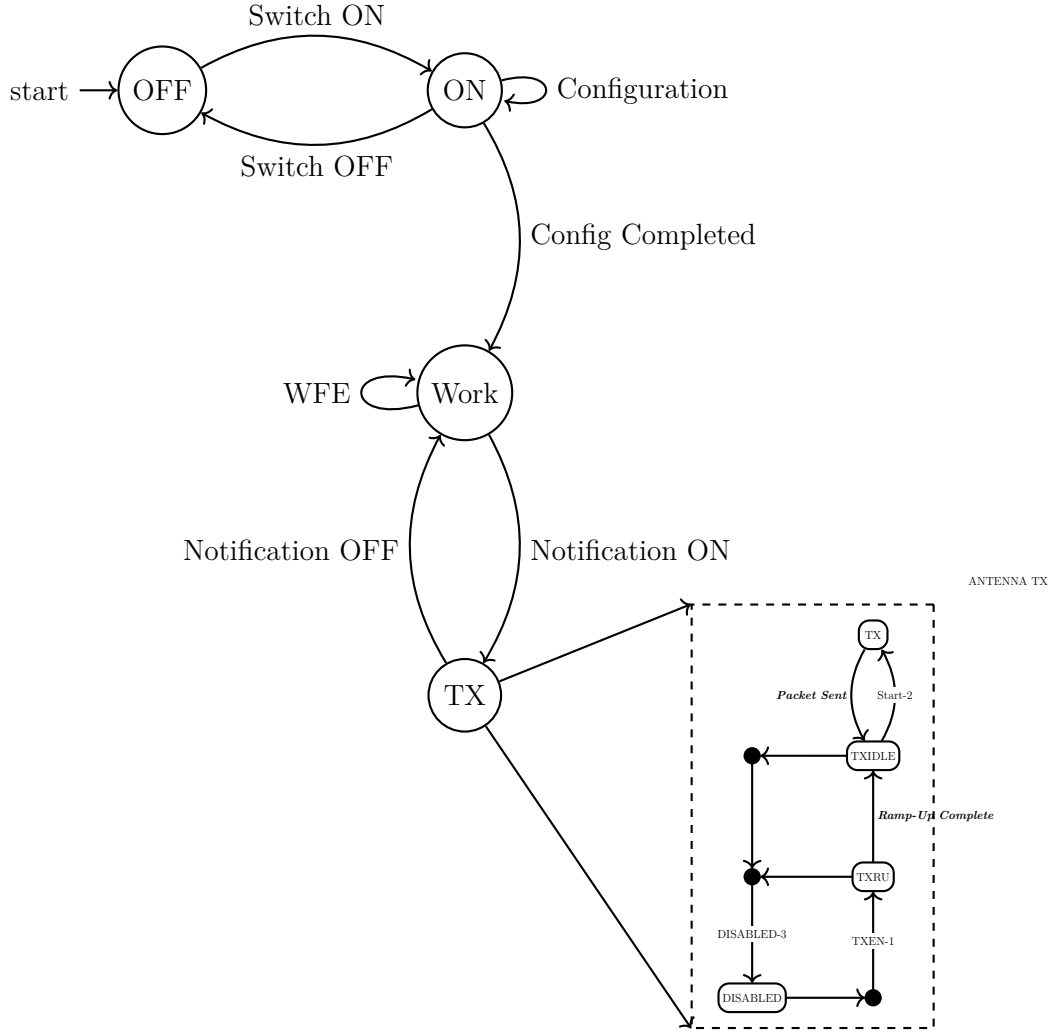 Switch ON
start
OFF
ON
Configuration
Switch OFF
Config Completed
WFE
Work
Notification OFF
Notification ON
ANTENNA TX
TX
TX
Packet Sent
Start-2
TXIDLE
Ramp-Up Complete
TXRU
DISABLED-3
TXEN-1
DISABLED